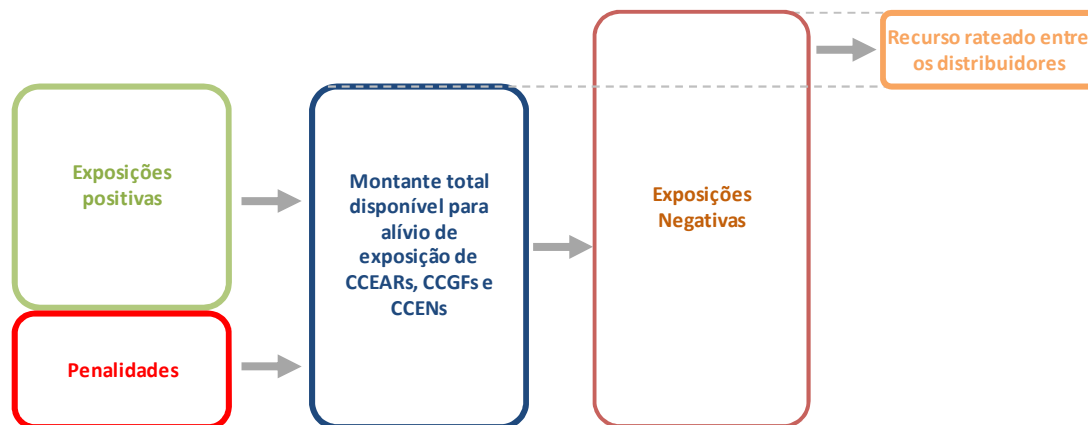 Exposições
positivas
Penalidades
Montante total
disponível para
alívio de
exposição de
CCEARs, CCGFs e
CCENs
Exposições
Negativas
Recurso rateado entre
os distribuidores